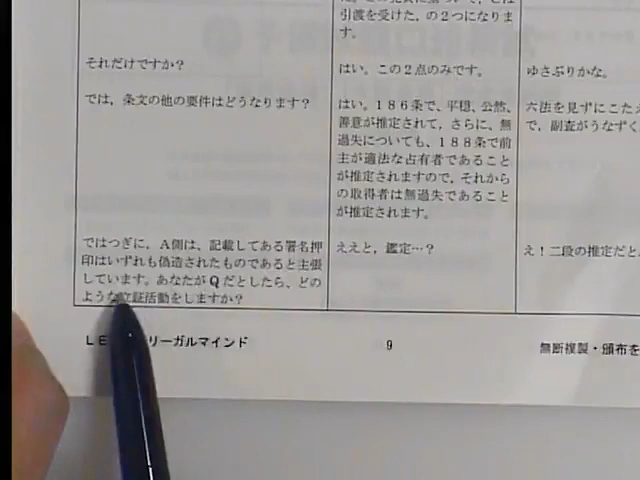 引渡を受けた，の２つになりま
す。
それだけですか？
はい。この２点のみです。
ゆさぶりかな。
では，条文の他の要件はどうなります？
はい。１８６条で，平穏，公然，
善意が推定されて，さらに，無
過失についても，１８８条で前
主が適法な占有者であること
が推定されますので，それから
の取得者は無過失であること
が推定されます。
六法を見ずにこたえ
で，副査がうなずく
ではつぎに，Ａ側は，記載してある署名押
印はいずれも偽造されたものであると主張
しています。あなたがＱだとしたら，どの
ような立証活動をしますか？
ええと，鑑定…？
え！二段の推定だと
ＬＥ リーガルマインド
9
無断複製・頒布を